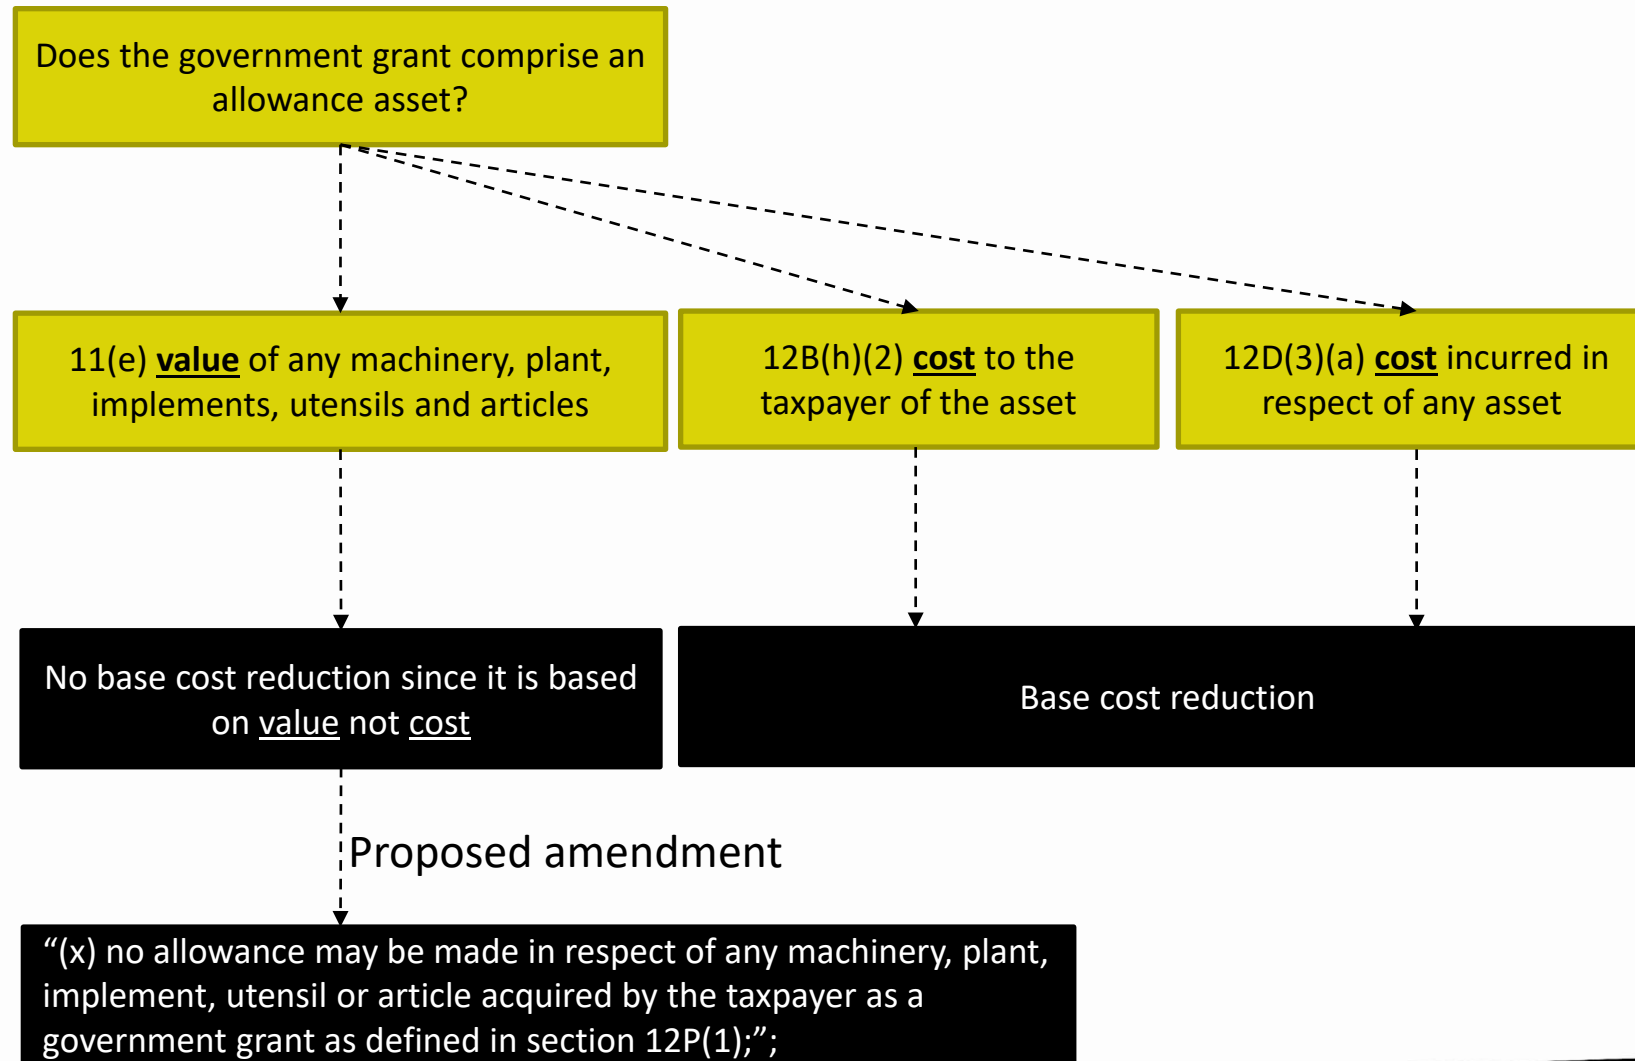 Does the government grant comprise an
allowance asset?
11(e) value of any machinery, plant,
implements, utensils and articles
12B(h)(2) cost to the
taxpayer of the asset
12D(3)(a) cost incurred in
respect of any asset
No base cost reduction since it is based
on value not cost
Base cost reduction
Proposed amendment
“(x) no allowance may be made in respect of any machinery, plant,
implement, utensil or article acquired by the taxpayer as a
government grant as defined in section 12P(1);”;